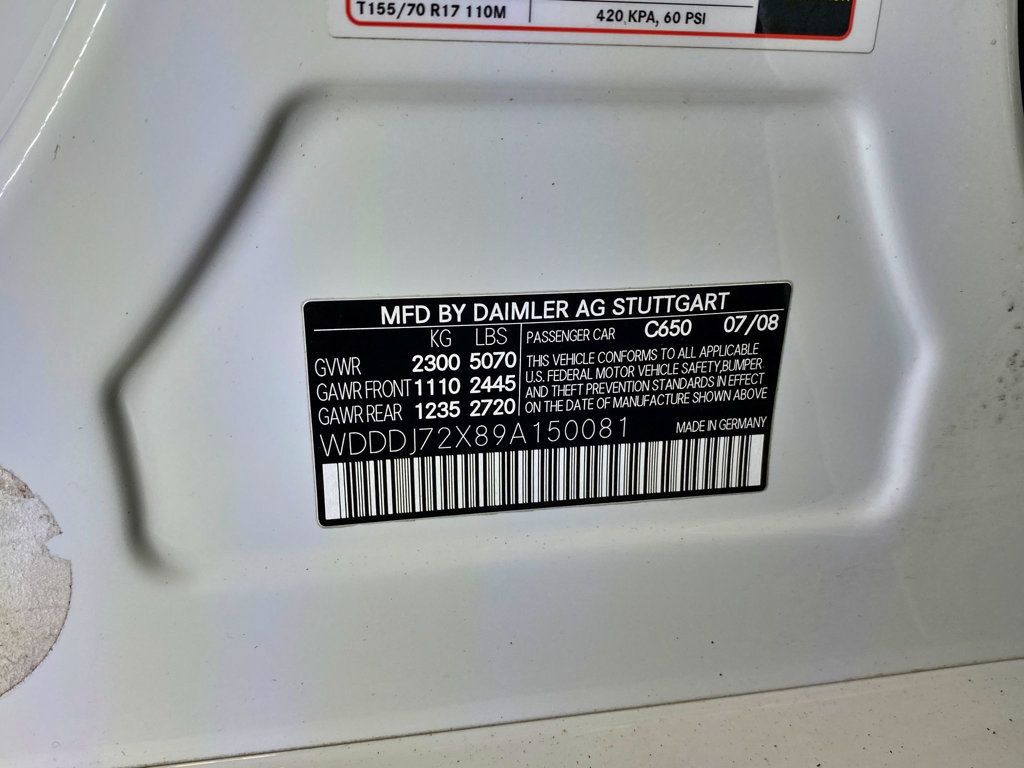 T155/70 R17 110M 420 KPA, 60 PSI
MFD BY DAIMLER AG STUTTGART
KG LBS PASSENGER CAR C650 07/08
GVWR 2300 5070
GAWR FRONT 1110 2445
GAWR REAR 1235 2720
THIS VEHICLE CONFORMS TO ALL APPLICABLE
U.S. FEDERAL MOTOR VEHICLE SAFETY,BUMPER
AND THEFT PREVENTION STANDARDS IN EFFECT
ON THE DATE OF MANUFACTURE SHOWN ABOVE
WDDDJ72X89A150081 MADE IN GERMANY